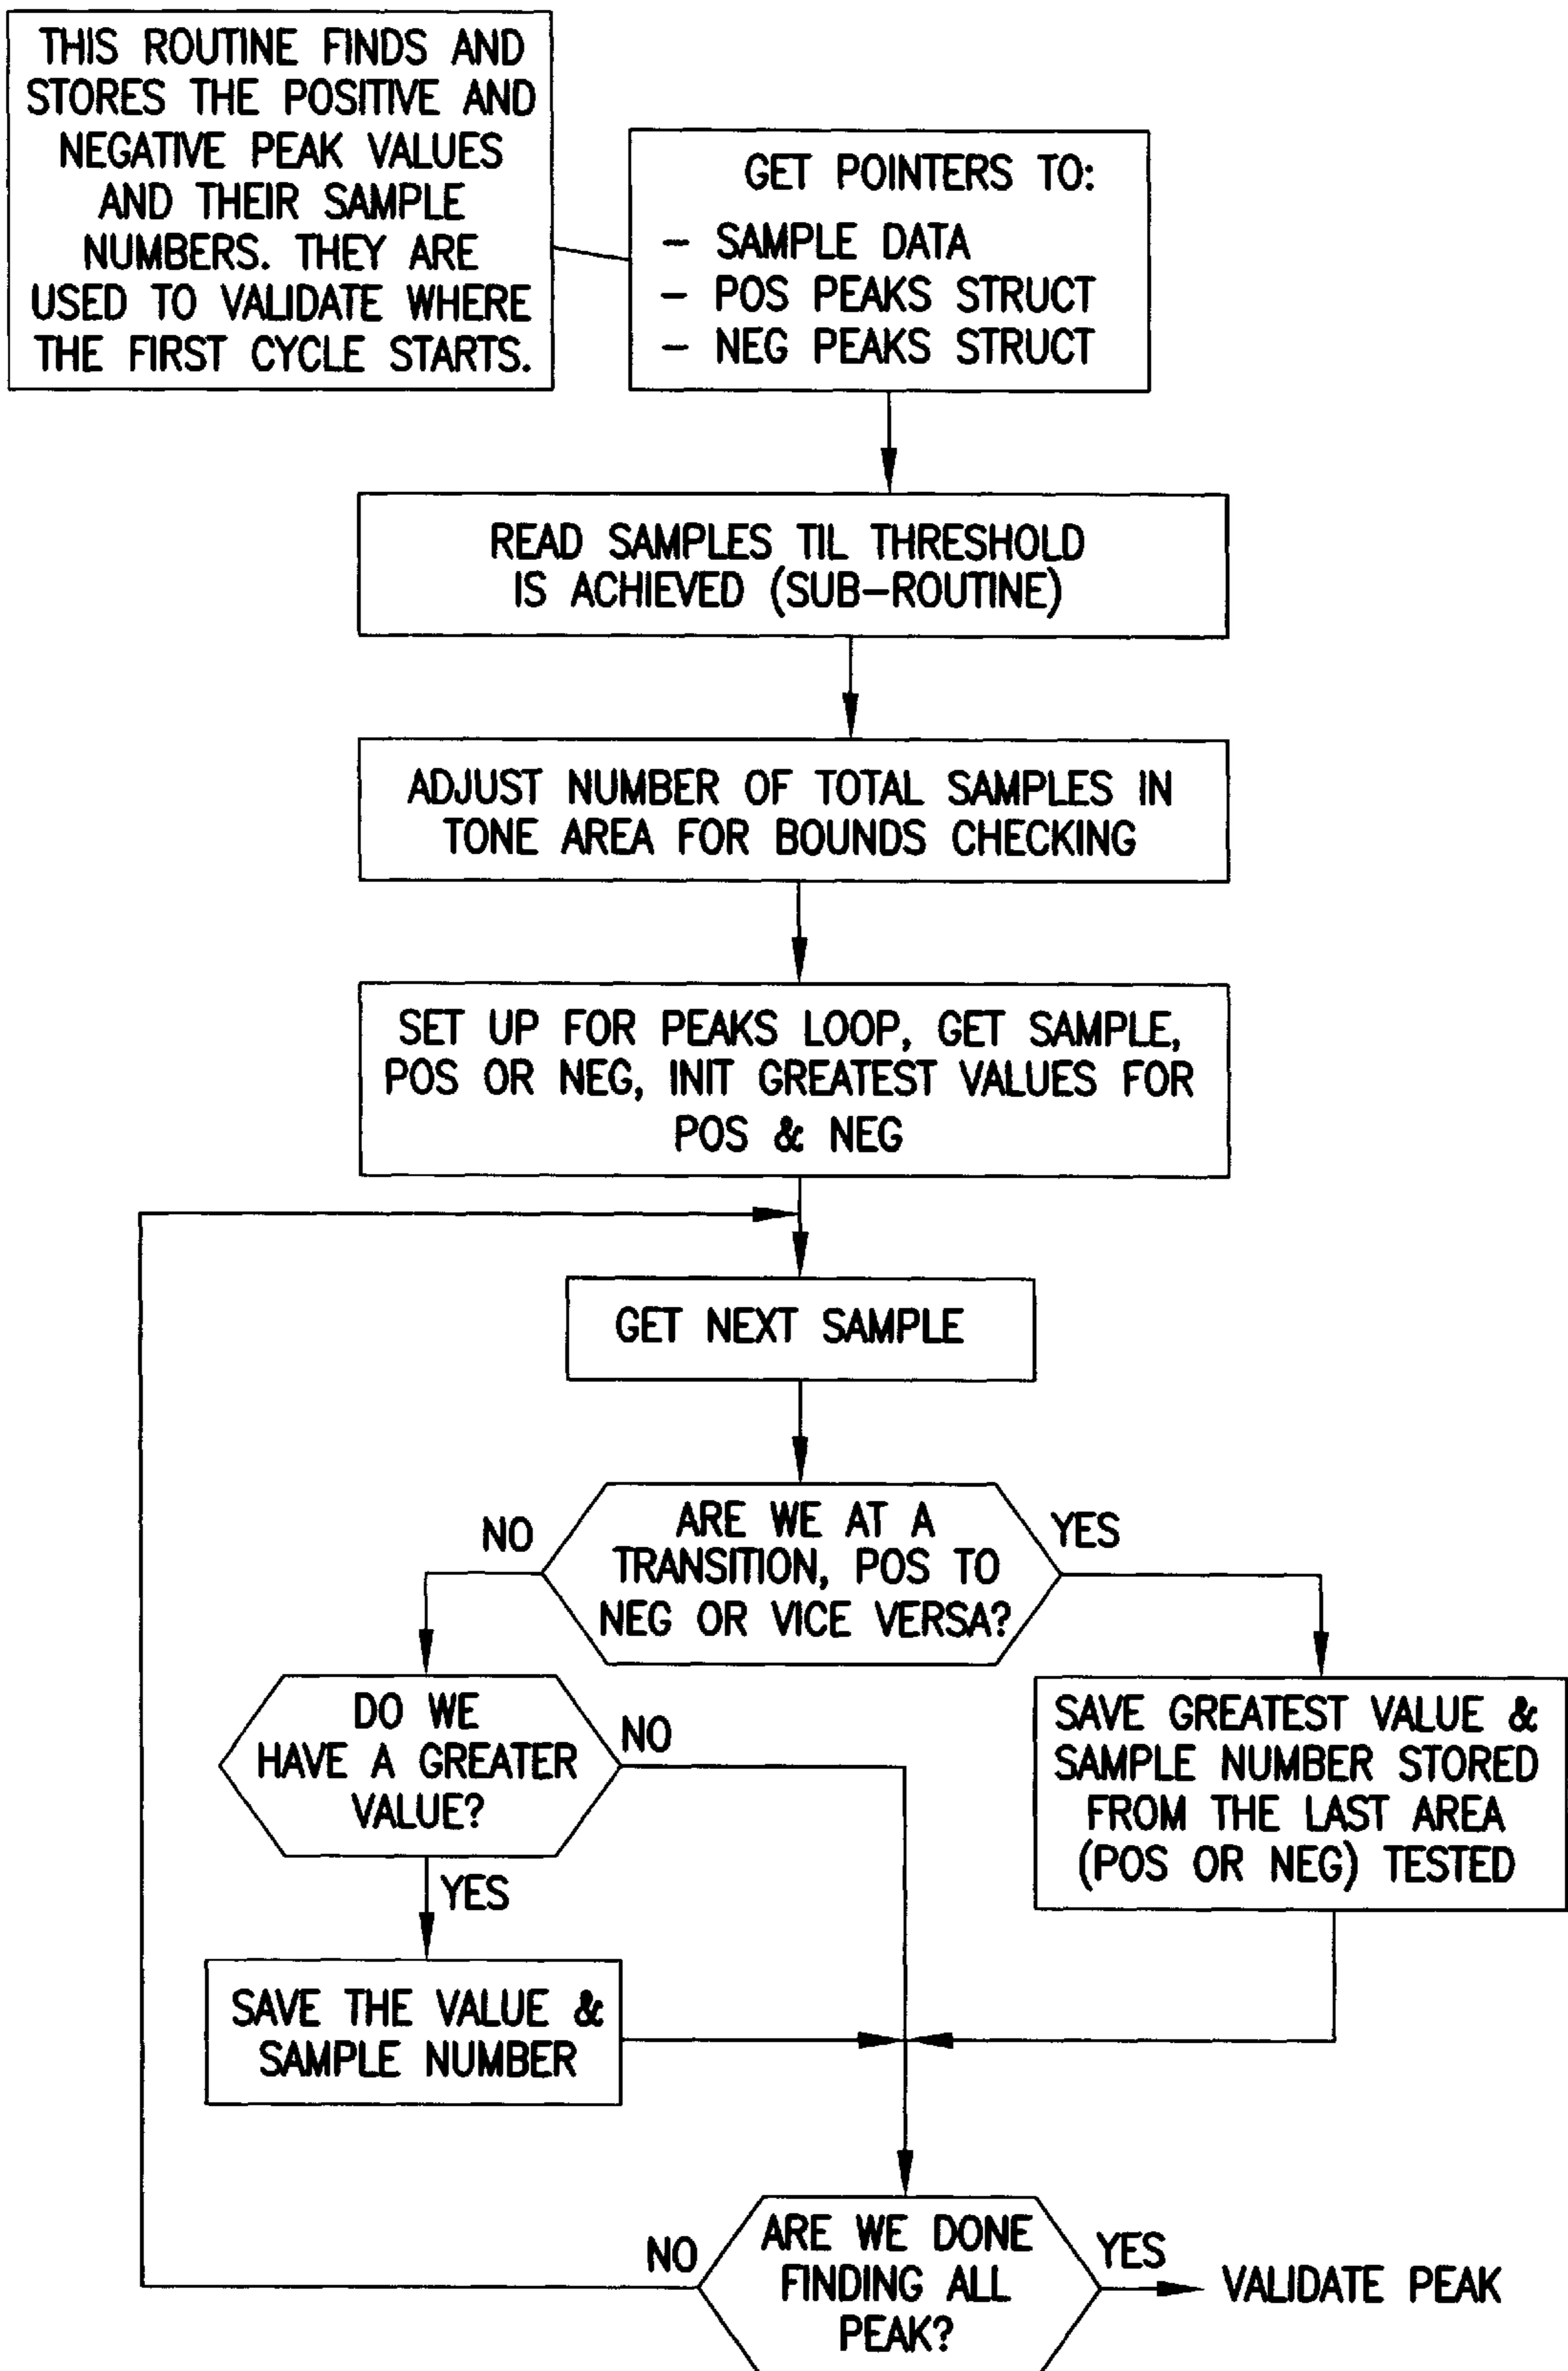 THIS ROUTINE FINDS AND
STORES THE POSITIVE AND
NEGATIVE PEAK VALUES
AND THEIR SAMPLE
NUMBERS. THEY ARE
USED TO VALIDATE WHERE
THE FIRST CYCLE STARTS.
GET POINTERS TO:
– SAMPLE DATA
– POS PEAKS STRUCT
– NEG PEAKS STRUCT
READ SAMPLES TIL THRESHOLD
IS ACHIEVED (SUB–ROUTINE)
ADJUST NUMBER OF TOTAL SAMPLES IN
TONE AREA FOR BOUNDS CHECKING
SET UP FOR PEAKS LOOP, GET SAMPLE,
POS OR NEG, INIT GREATEST VALUES FOR
POS & NEG
GET NEXT SAMPLE
NO
ARE WE AT A
TRANSITION, POS TO
NEG OR VICE VERSA?
YES
DO WE
HAVE A GREATER
VALUE?
NO
YES
SAVE GREATEST VALUE &
SAMPLE NUMBER STORED
FROM THE LAST AREA
(POS OR NEG) TESTED
SAVE THE VALUE &
SAMPLE NUMBER
NO
ARE WE DONE
FINDING ALL
PEAK?
YES
VALIDATE PEAK